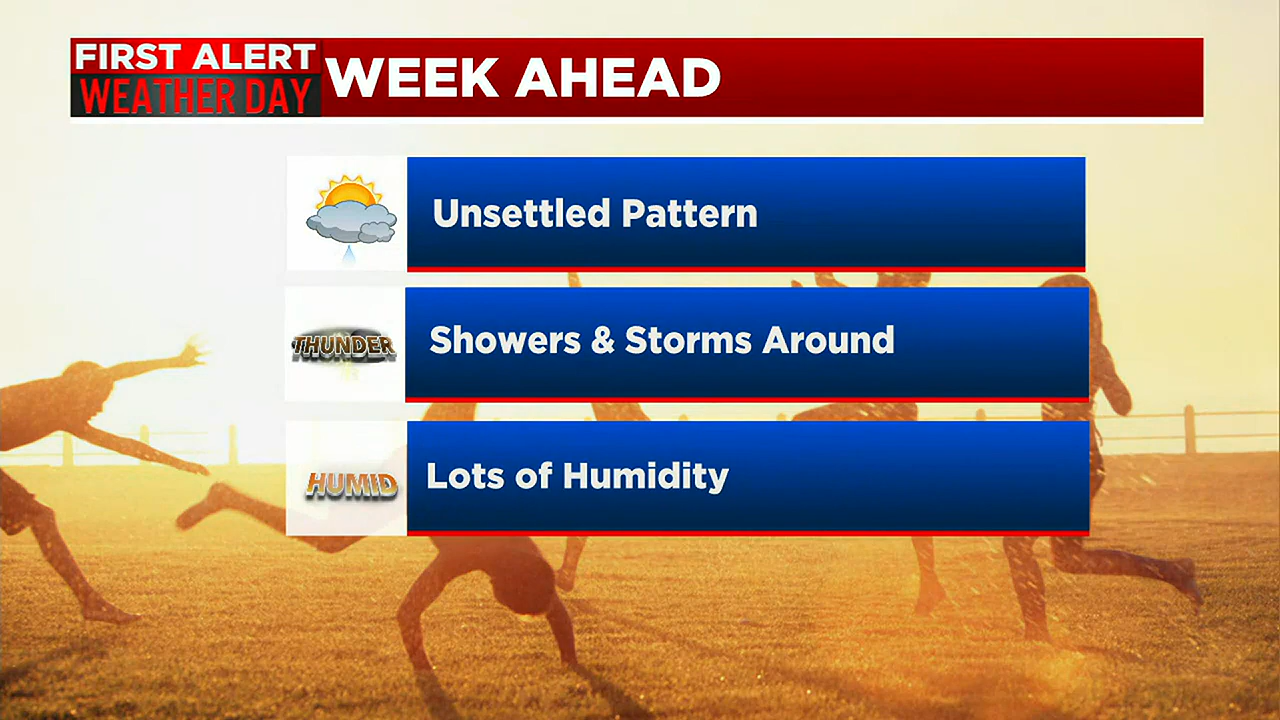 FIRST ALERT
WEATHER DAY
WEEK AHEAD
Unsettled Pattern
THUNDER
Showers & Storms Around
HUMID
Lots of Humidity